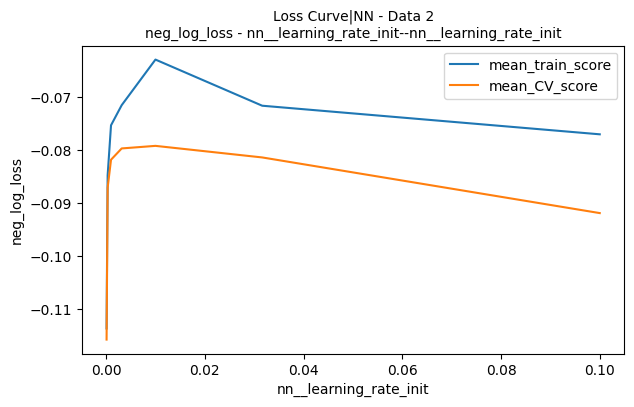 Loss Curve|NN - Data 2
neg_log_loss - nn__learning_rate_init--nn__learning_rate_init
mean_train_score
mean_CV_score
−0.07
−0.08
−0.09
−0.10
−0.11
neg_log_loss
0.00 0.02 0.04 0.06 0.08 0.10
nn__learning_rate_init